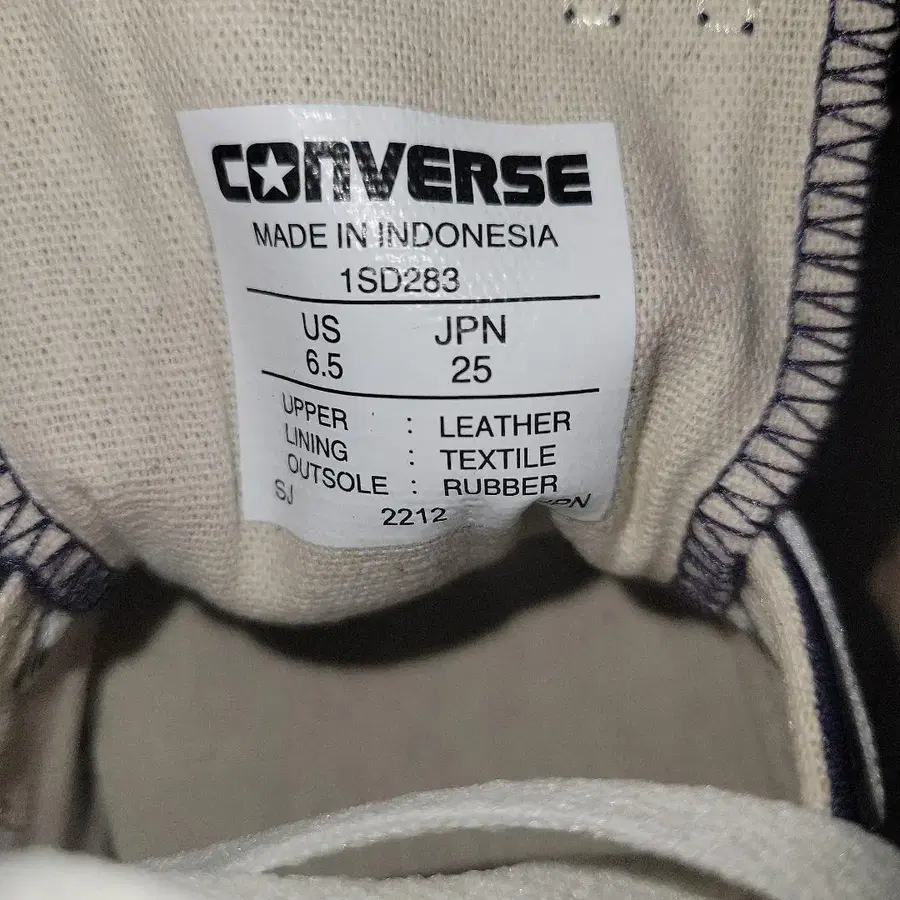 CONVERSE
MADE IN INDONESIA
1SD283
US JPN
6.5 25
UPPER : LEATHER
LINING : TEXTILE
OUTSOLE : RUBBER
SJ 2212